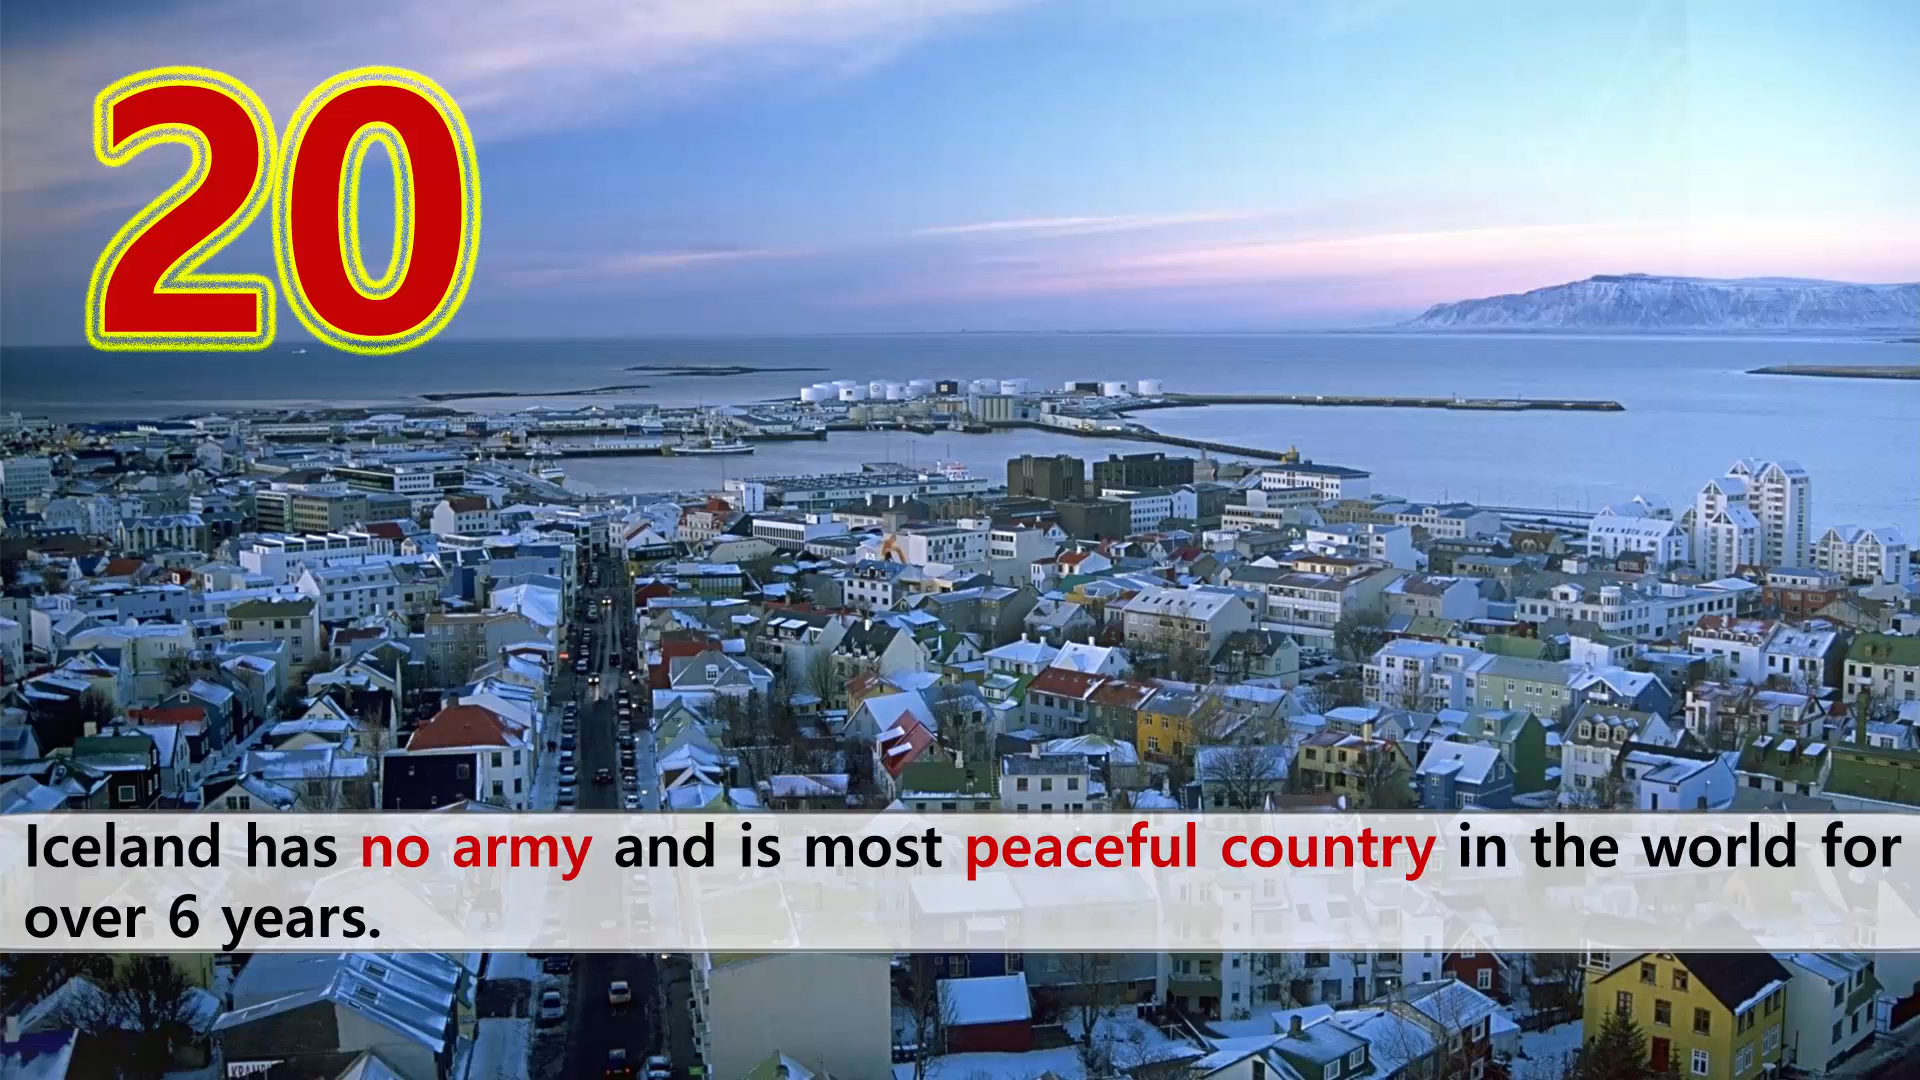 20
Iceland has no army and is most peaceful country in the world for
over 6 years.